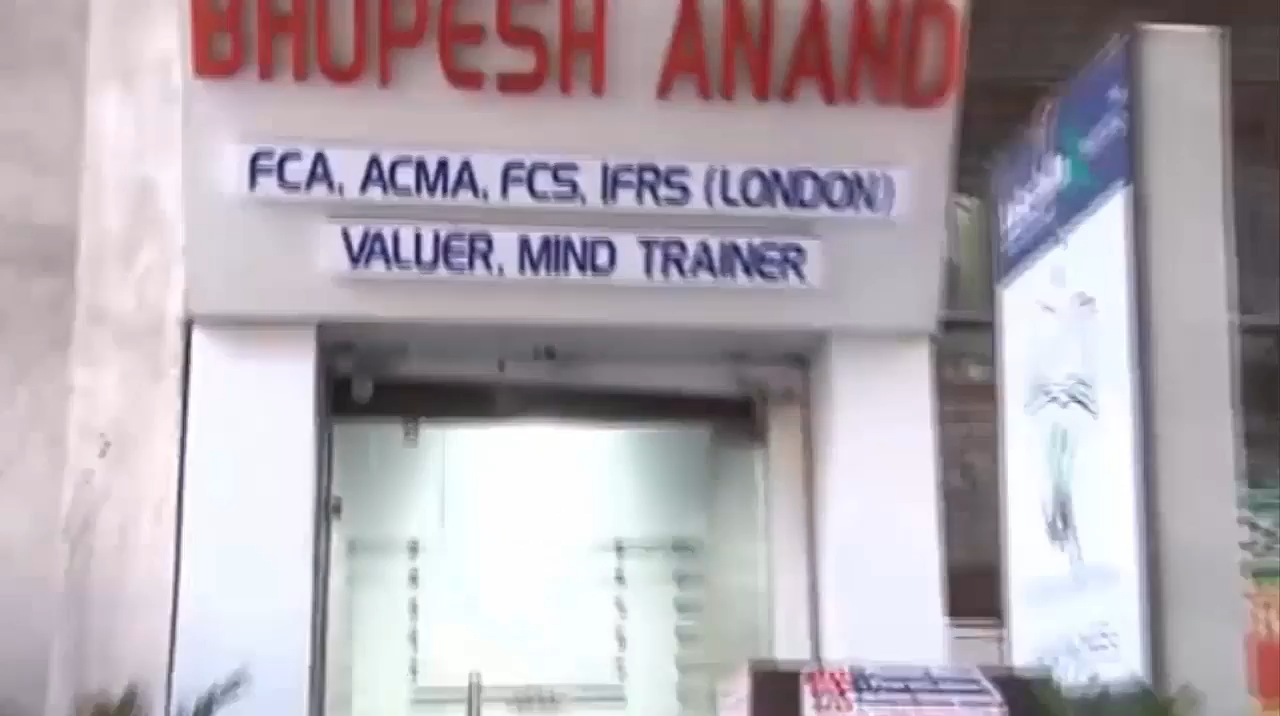 BHUPESH ANAND
FCA, ACMA, FCS, IFRS (LONDON)
VALUER, MIND TRAINER